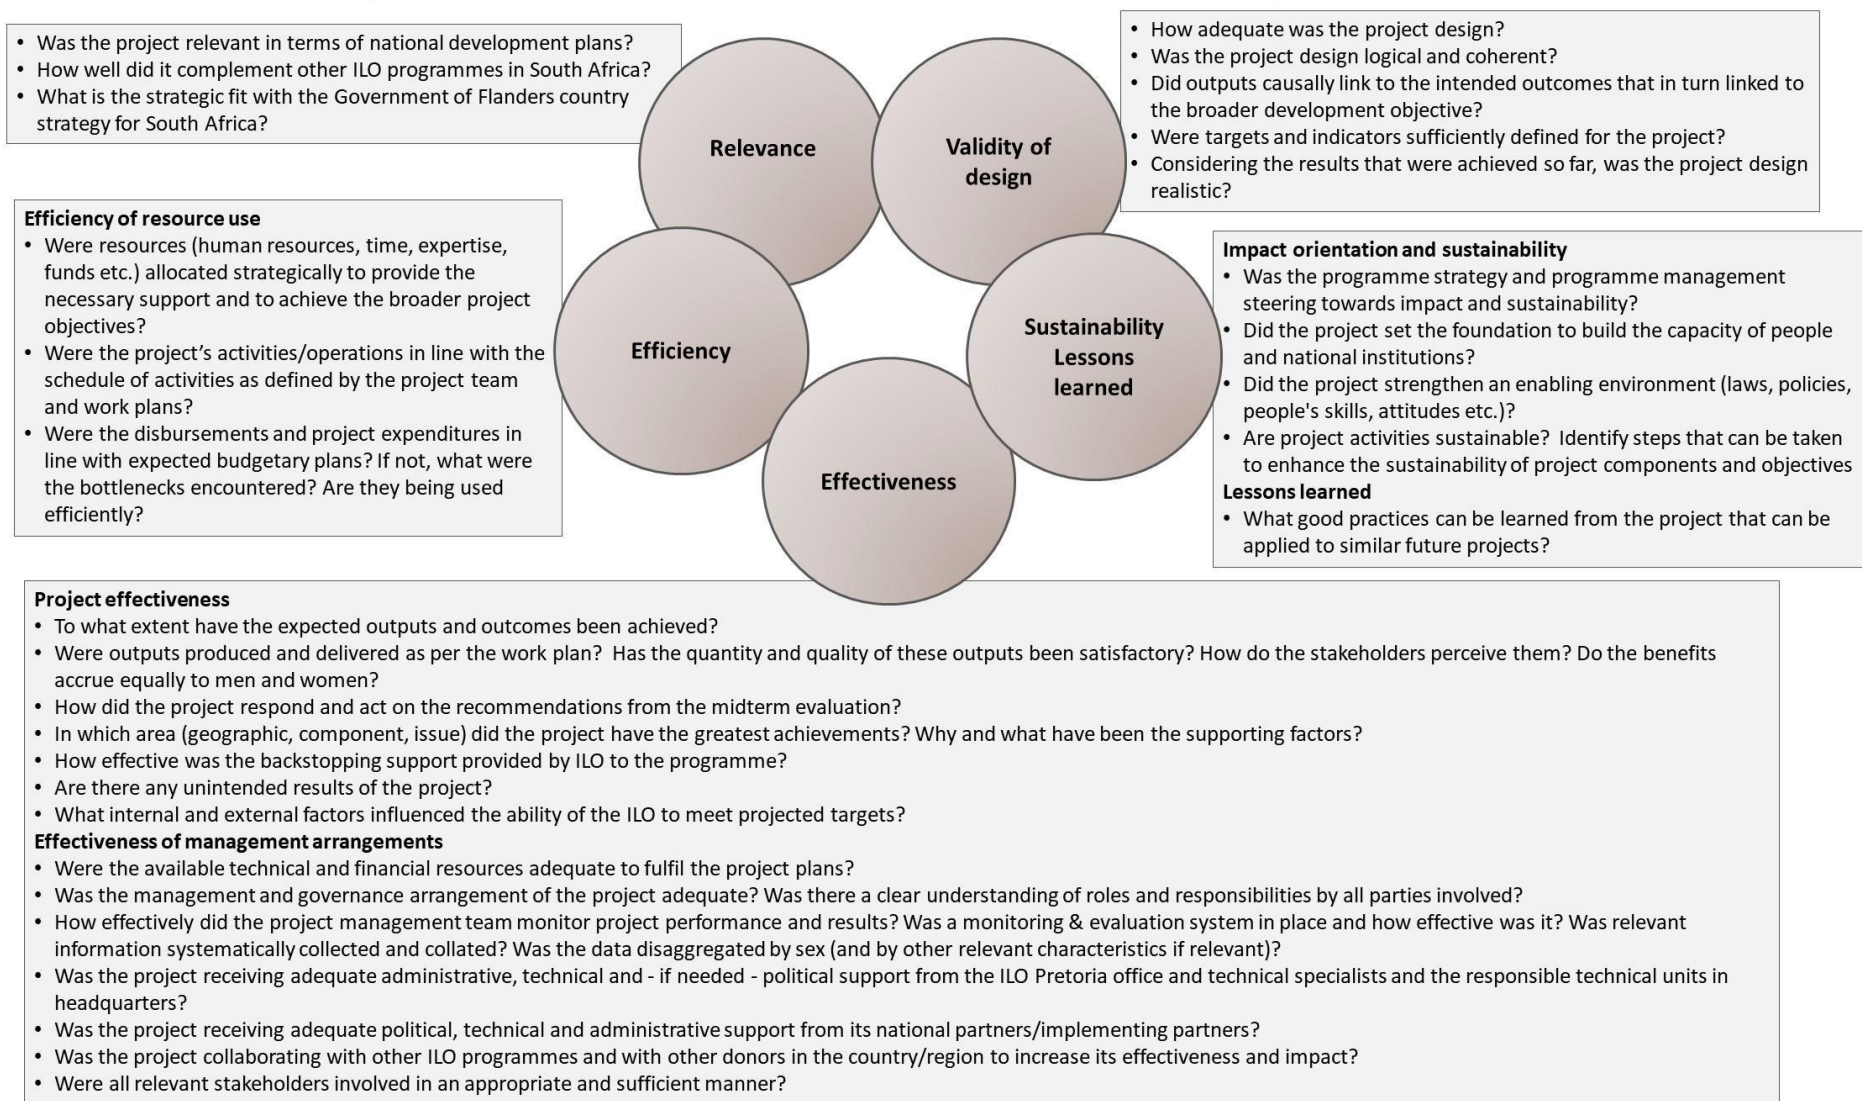 • Was the project relevant in terms of national development plans?
• How well did it complement other ILO programmes in South Africa?
• What is the strategic fit with the Government of Flanders country
strategy for South Africa?
Relevance
Validity of
design
• How adequate was the project design?
• Was the project design logical and coherent?
• Did outputs causally link to the intended outcomes that in turn linked to
the broader development objective?
• Were targets and indicators sufficiently defined for the project?
• Considering the results that were achieved so far, was the project design
realistic?
Efficiency of resource use
• Were resources (human resources, time, expertise,
funds etc.) allocated strategically to provide the
necessary support and to achieve the broader project
objectives?
• Were the project’s activities/operations in line with the
schedule of activities as defined by the project team
and work plans?
• Were the disbursements and project expenditures in
line with expected budgetary plans? If not, what were
the bottlenecks encountered? Are they being used
efficiently?
Efficiency
Effectiveness
Sustainability
Lessons
learned
Impact orientation and sustainability
• Was the programme strategy and programme management
steering towards impact and sustainability?
• Did the project set the foundation to build the capacity of people
and national institutions?
• Did the project strengthen an enabling environment (laws, policies,
people's skills, attitudes etc.)?
• Are project activities sustainable? Identify steps that can be taken
to enhance the sustainability of project components and objectives
Lessons learned
• What good practices can be learned from the project that can be
applied to similar future projects?
Project effectiveness
• To what extent have the expected outputs and outcomes been achieved?
• Were outputs produced and delivered as per the work plan? Has the quantity and quality of these outputs been satisfactory? How do the stakeholders perceive them? Do the benefits
accrue equally to men and women?
• How did the project respond and act on the recommendations from the midterm evaluation?
• In which area (geographic, component, issue) did the project have the greatest achievements? Why and what have been the supporting factors?
• How effective was the backstopping support provided by ILO to the programme?
• Are there any unintended results of the project?
• What internal and external factors influenced the ability of the ILO to meet projected targets?
Effectiveness of management arrangements
• Were the available technical and financial resources adequate to fulfil the project plans?
• Was the management and governance arrangement of the project adequate? Was there a clear understanding of roles and responsibilities by all parties involved?
• How effectively did the project management team monitor project performance and results? Was a monitoring & evaluation system in place and how effective was it? Was relevant
information systematically collected and collated? Was the data disaggregated by sex (and by other relevant characteristics if relevant)?
• Was the project receiving adequate administrative, technical and - if needed - political support from the ILO Pretoria office and technical specialists and the responsible technical units in
headquarters?
• Was the project receiving adequate political, technical and administrative support from its national partners/implementing partners?
• Was the project collaborating with other ILO programmes and with other donors in the country/region to increase its effectiveness and impact?
• Were all relevant stakeholders involved in an appropriate and sufficient manner?